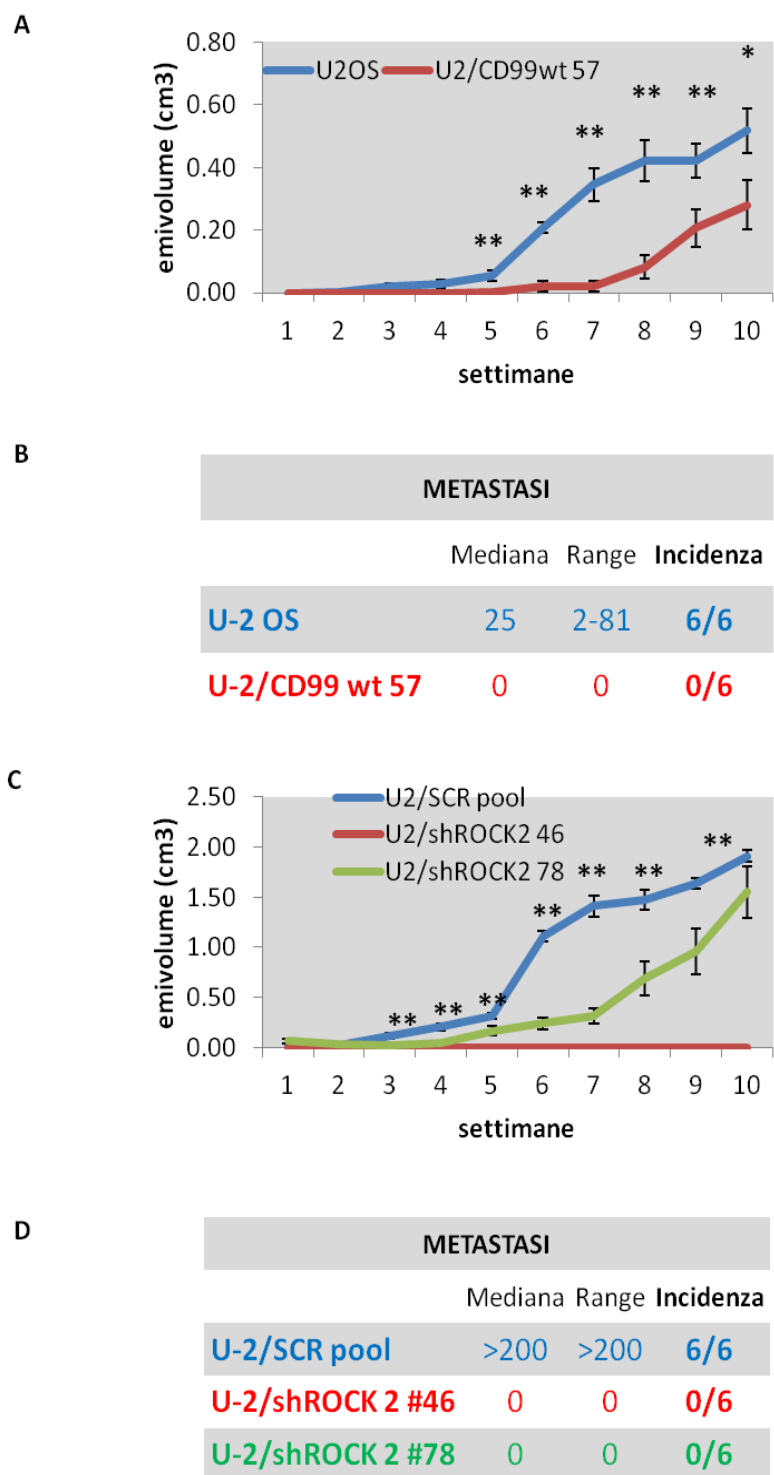 A
0.80
0.60
0.40
0.20
0.00
emivolume (cm3)
U2OS
U2/CD99wt 57
**
**
**
**
**
*
1 2 3 4 5 6 7 8 9 10
settimane
B
METASTASI
Mediana Range Incidenza
U-2 OS 25 2-81 6/6
U-2/CD99 wt 57 0 0 0/6
C
2.50
2.00
1.50
1.00
0.50
0.00
emivolume (cm3)
U2/SCR pool
U2/shROCK2 46
U2/shROCK2 78
**
**
**
**
**
**
**
1 2 3 4 5 6 7 8 9 10
settimane
D
METASTASI
Mediana Range Incidenza
U-2/SCR pool >200 >200 6/6
U-2/shROCK 2 #46 0 0 0/6
U-2/shROCK 2 #78 0 0 0/6